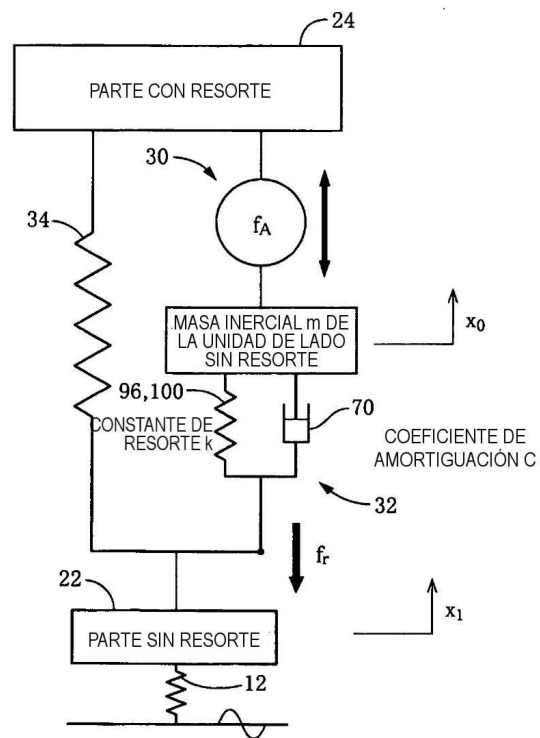 24
PARTE CON RESORTE
30
34
fA
MASA INERCIAL m DE
LA UNIDAD DE LADO
SIN RESORTE
x0
96,100
CONSTANTE DE
RESORTE k
70
COEFICIENTE DE
AMORTIGUACIÓN C
32
fr
22
PARTE SIN RESORTE
x1
12